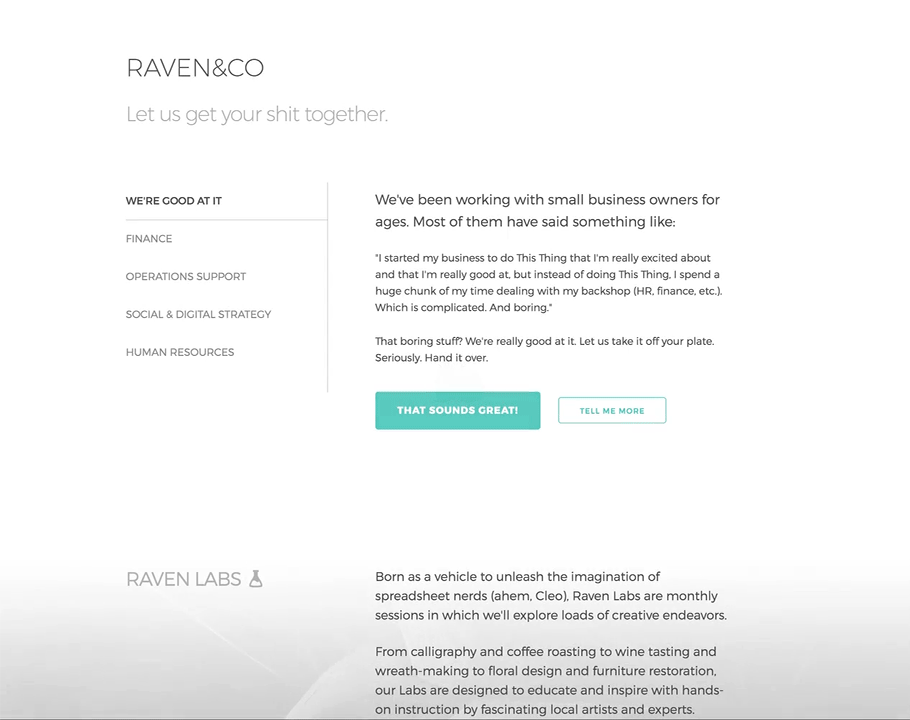 RAVEN&CO
Let us get your shit together.
WE'RE GOOD AT IT
FINANCE
OPERATIONS SUPPORT
SOCIAL & DIGITAL STRATEGY
HUMAN RESOURCES
We've been working with small business owners for
ages. Most of them have said something like:
"I started my business to do This Thing that I'm really excited about
and that I'm really good at, but instead of doing This Thing, I spend a
huge chunk of my time dealing with my backshop (HR, finance, etc.).
Which is complicated. And boring."
That boring stuff? We're really good at it. Let us take it off your plate.
Seriously. Hand it over.
THAT SOUNDS GREAT!
TELL ME MORE
RAVEN LABS
Born as a vehicle to unleash the imagination of
spreadsheet nerds (ahem, Cleo), Raven Labs are monthly
sessions in which we'll explore loads of creative endeavors.
From calligraphy and coffee roasting to wine tasting and
wreath-making to floral design and furniture restoration,
our Labs are designed to educate and inspire with hands-
on instruction by fascinating local artists and experts.